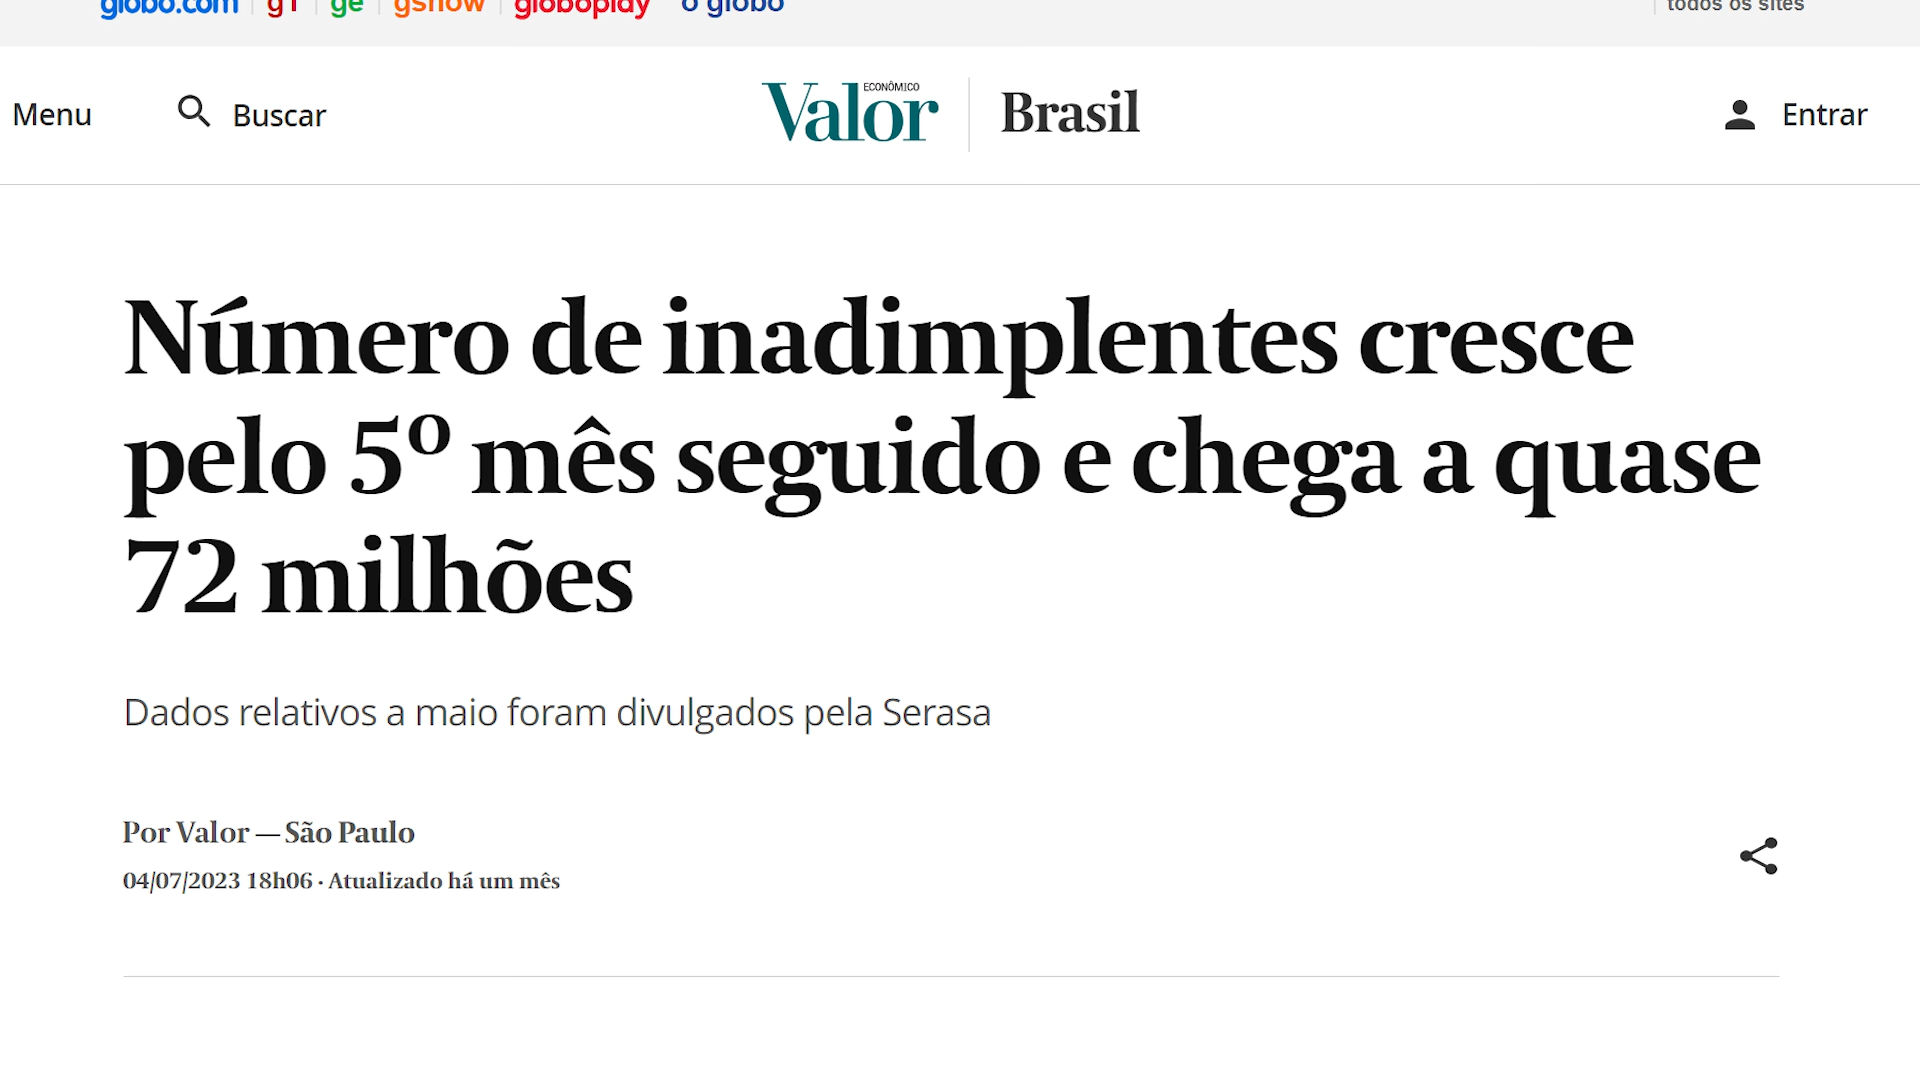 globo.com g1 ge gshow globoplay o globo todos os sites
Menu Buscar Valor ECONÔMICO Brasil Entrar
Número de inadimplentes cresce
pelo 5º mês seguido e chega a quase
72 milhões
Dados relativos a maio foram divulgados pela Serasa
Por Valor — São Paulo
04/07/2023 18h06 · Atualizado há um mês